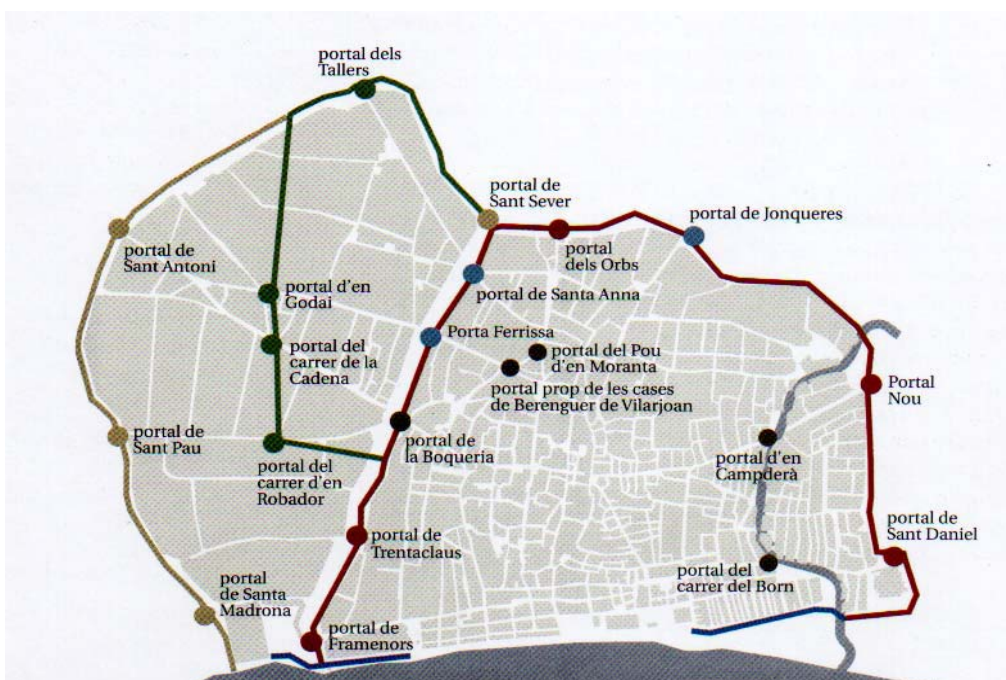 portal dels
Tallers
portal de
Sant Sever
portal de Jonqueres
portal
dels Orbs
portal de
Sant Antoni
portal d'en
Godai
portal de Santa Anna
Porta Ferrissa
portal del
carrer de la
Cadena
portal del Pou
d'en Moranta
portal prop de les cases
de Berenguer de Vilarjoan
Portal
Nou
portal de
Sant Pau
portal del
carrer d'en
Robador
portal de
la Boqueria
portal d'en
Campderà
portal de
Trentaclaus
portal de
Sant Daniel
portal
de Santa
Madrona
portal del
carrer del Born
portal de
Framenors